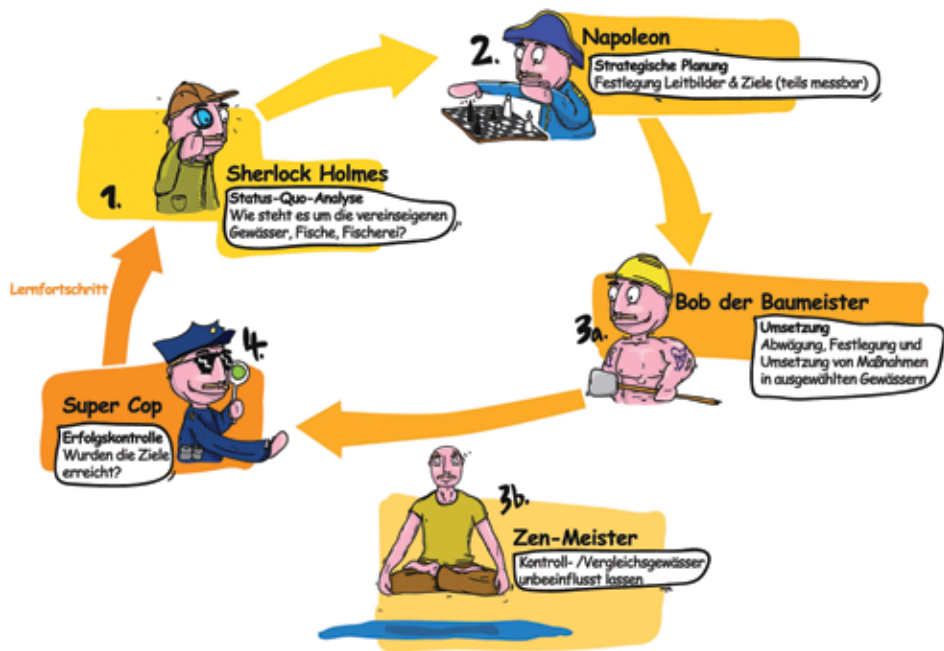 1.
Sherlock Holmes
Status-Quo-Analyse
Wie steht es um die vereinseigenen
Gewässer, Fische, Fischerei?
2.
Napoleon
Strategische Planung
Festlegung Leitbilder & Ziele (teils messbar)
3a.
Bob der Baumeister
Umsetzung
Abwägung, Festlegung und
Umsetzung von Maßnahmen
in ausgewählten Gewässern
3b.
Zen-Meister
Kontroll-/Vergleichsgewässer
unbeeinflusst lassen
4.
Super Cop
Erfolgskontrolle
Wurden die Ziele
erreicht?
Lernfortschritt